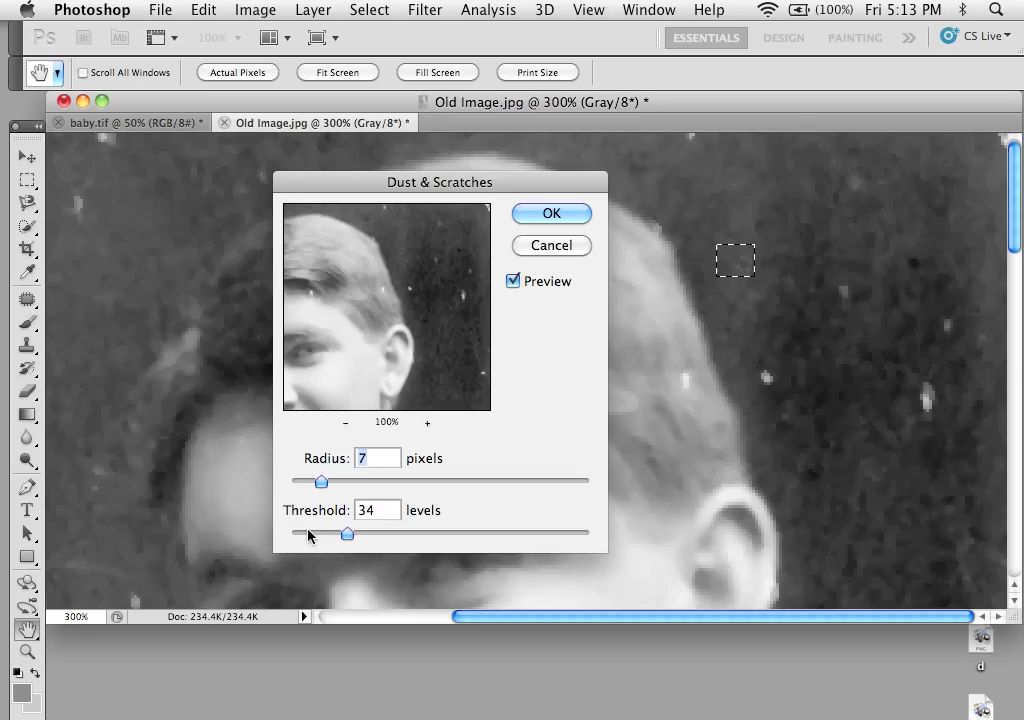 Photoshop File Edit Image Layer Select Filter Analysis 3D View Window Help (100%) Fri 5:13 PM
Ps Br Mb 100% ESSENTIALS DESIGN PAINTING CS Live
Scroll All Windows Actual Pixels Fit Screen Fill Screen Print Size
Old Image.jpg @ 300% (Gray/8*) *
baby.tif @ 50% (RGB/8#) * Old Image.jpg @ 300% (Gray/8*) *
Dust & Scratches
OK
Cancel
Preview
100%
Radius: 7 pixels
Threshold: 34 levels
300% Doc: 234.4K/234.4K
PNG
d